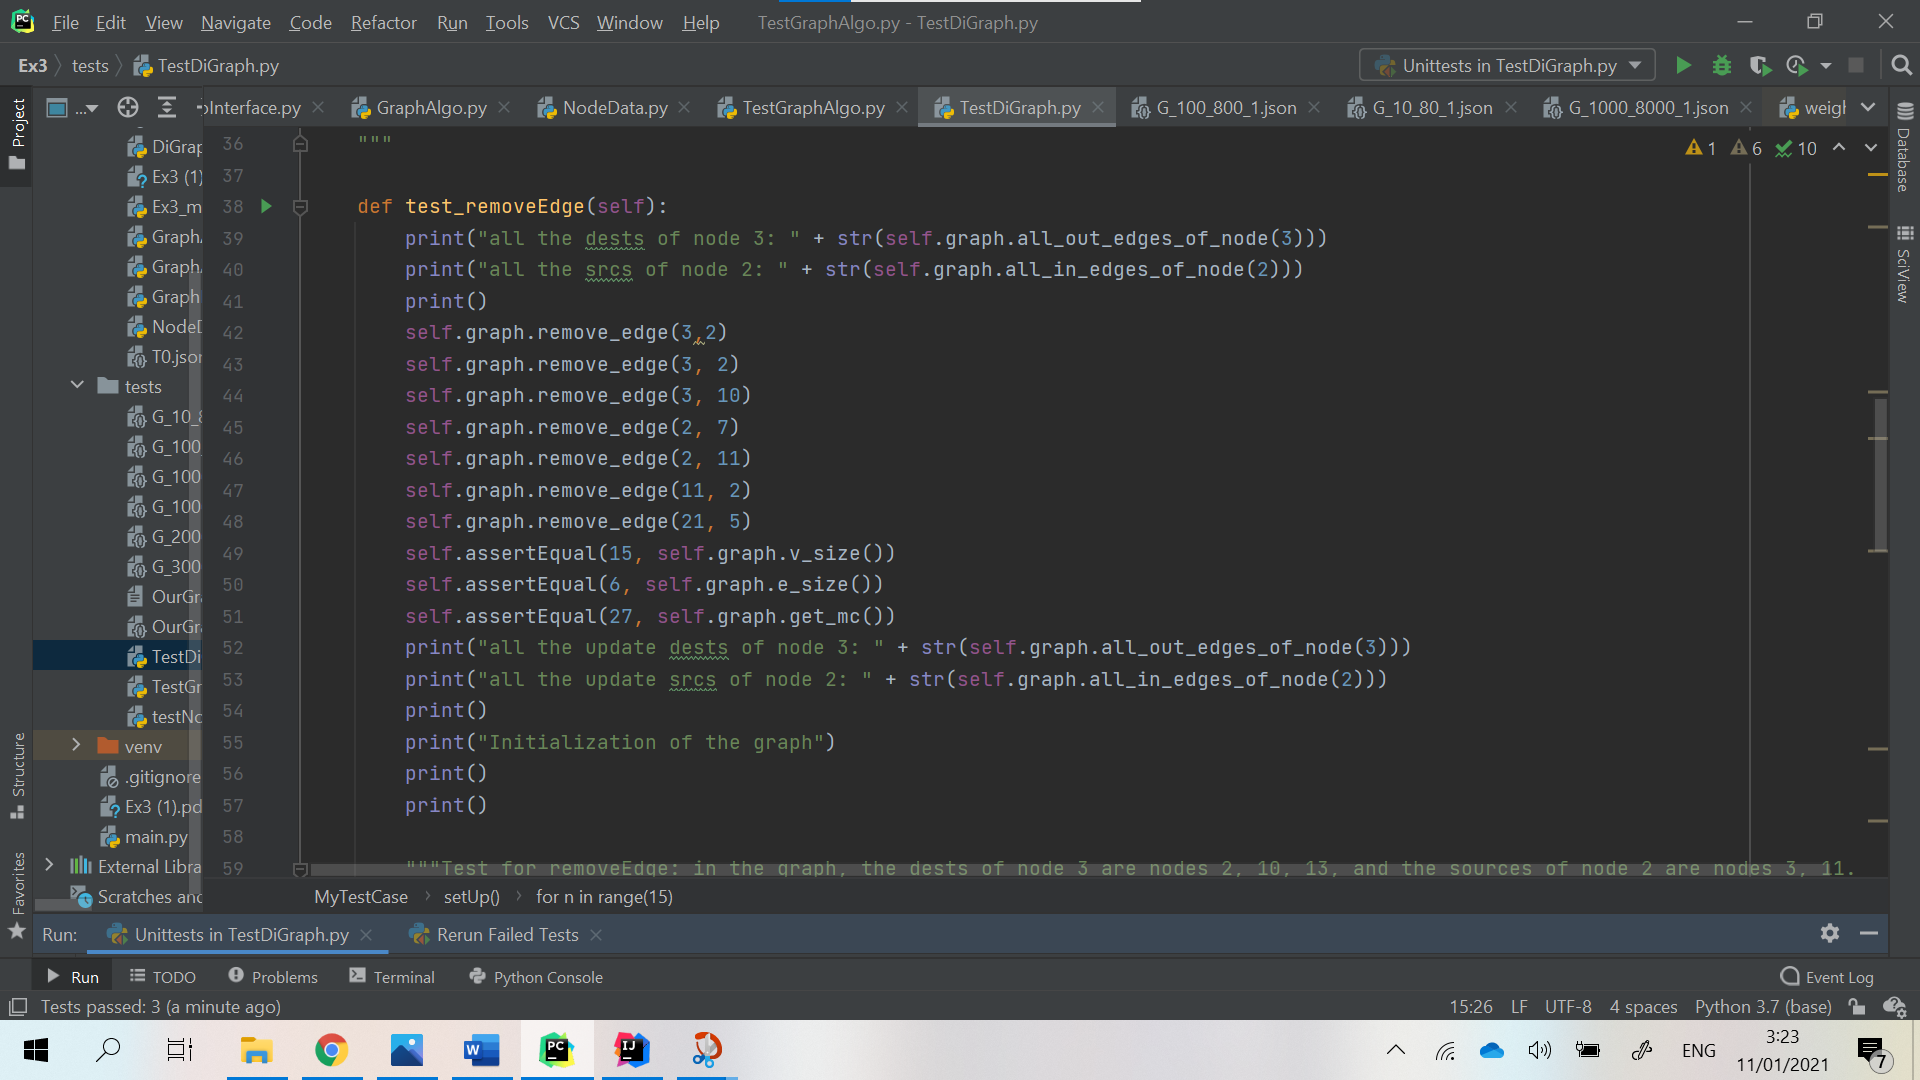 File Edit View Navigate Code Refactor Run Tools VCS Window Help TestGraphAlgo.py - TestDiGraph.py
Ex3 tests TestDiGraph.py Unittests in TestDiGraph.py
... oInterface.py GraphAlgo.py NodeData.py TestGraphAlgo.py TestDiGraph.py G_100_800_1.json G_10_80_1.json G_1000_8000_1.json weigh
Project
Structure
Favorites
Database
SciView
DiGrap
Ex3 (1)
Ex3_m
GraphA
Graph
Graph
NodeD
T0.json
tests
G_10_8
G_100
G_100
G_100
G_200
G_300
OurGra
OurGra
TestDi
TestGr
testNo
venv
.gitignore
Ex3 (1).pd
main.py
External Libra
Scratches and
1 6 10
36 """
37
38 def test_removeEdge(self):
39 print("all the dests of node 3: " + str(self.graph.all_out_edges_of_node(3)))
40 print("all the srcs of node 2: " + str(self.graph.all_in_edges_of_node(2)))
41 print()
42 self.graph.remove_edge(3,2)
43 self.graph.remove_edge(3, 2)
44 self.graph.remove_edge(3, 10)
45 self.graph.remove_edge(2, 7)
46 self.graph.remove_edge(2, 11)
47 self.graph.remove_edge(11, 2)
48 self.graph.remove_edge(21, 5)
49 self.assertEqual(15, self.graph.v_size())
50 self.assertEqual(6, self.graph.e_size())
51 self.assertEqual(27, self.graph.get_mc())
52 print("all the update dests of node 3: " + str(self.graph.all_out_edges_of_node(3)))
53 print("all the update srcs of node 2: " + str(self.graph.all_in_edges_of_node(2)))
54 print()
55 print("Initialization of the graph")
56 print()
57 print()
58
59 """Test for removeEdge: in the graph, the dests of node 3 are nodes 2, 10, 13, and the sources of node 2 are nodes 3, 11.
MyTestCase setUp() for n in range(15)
Run: Unittests in TestDiGraph.py Rerun Failed Tests
Run TODO Problems Terminal Python Console Event Log
Tests passed: 3 (a minute ago) 15:26 LF UTF-8 4 spaces Python 3.7 (base)
ENG 3:23
11/01/2021 7